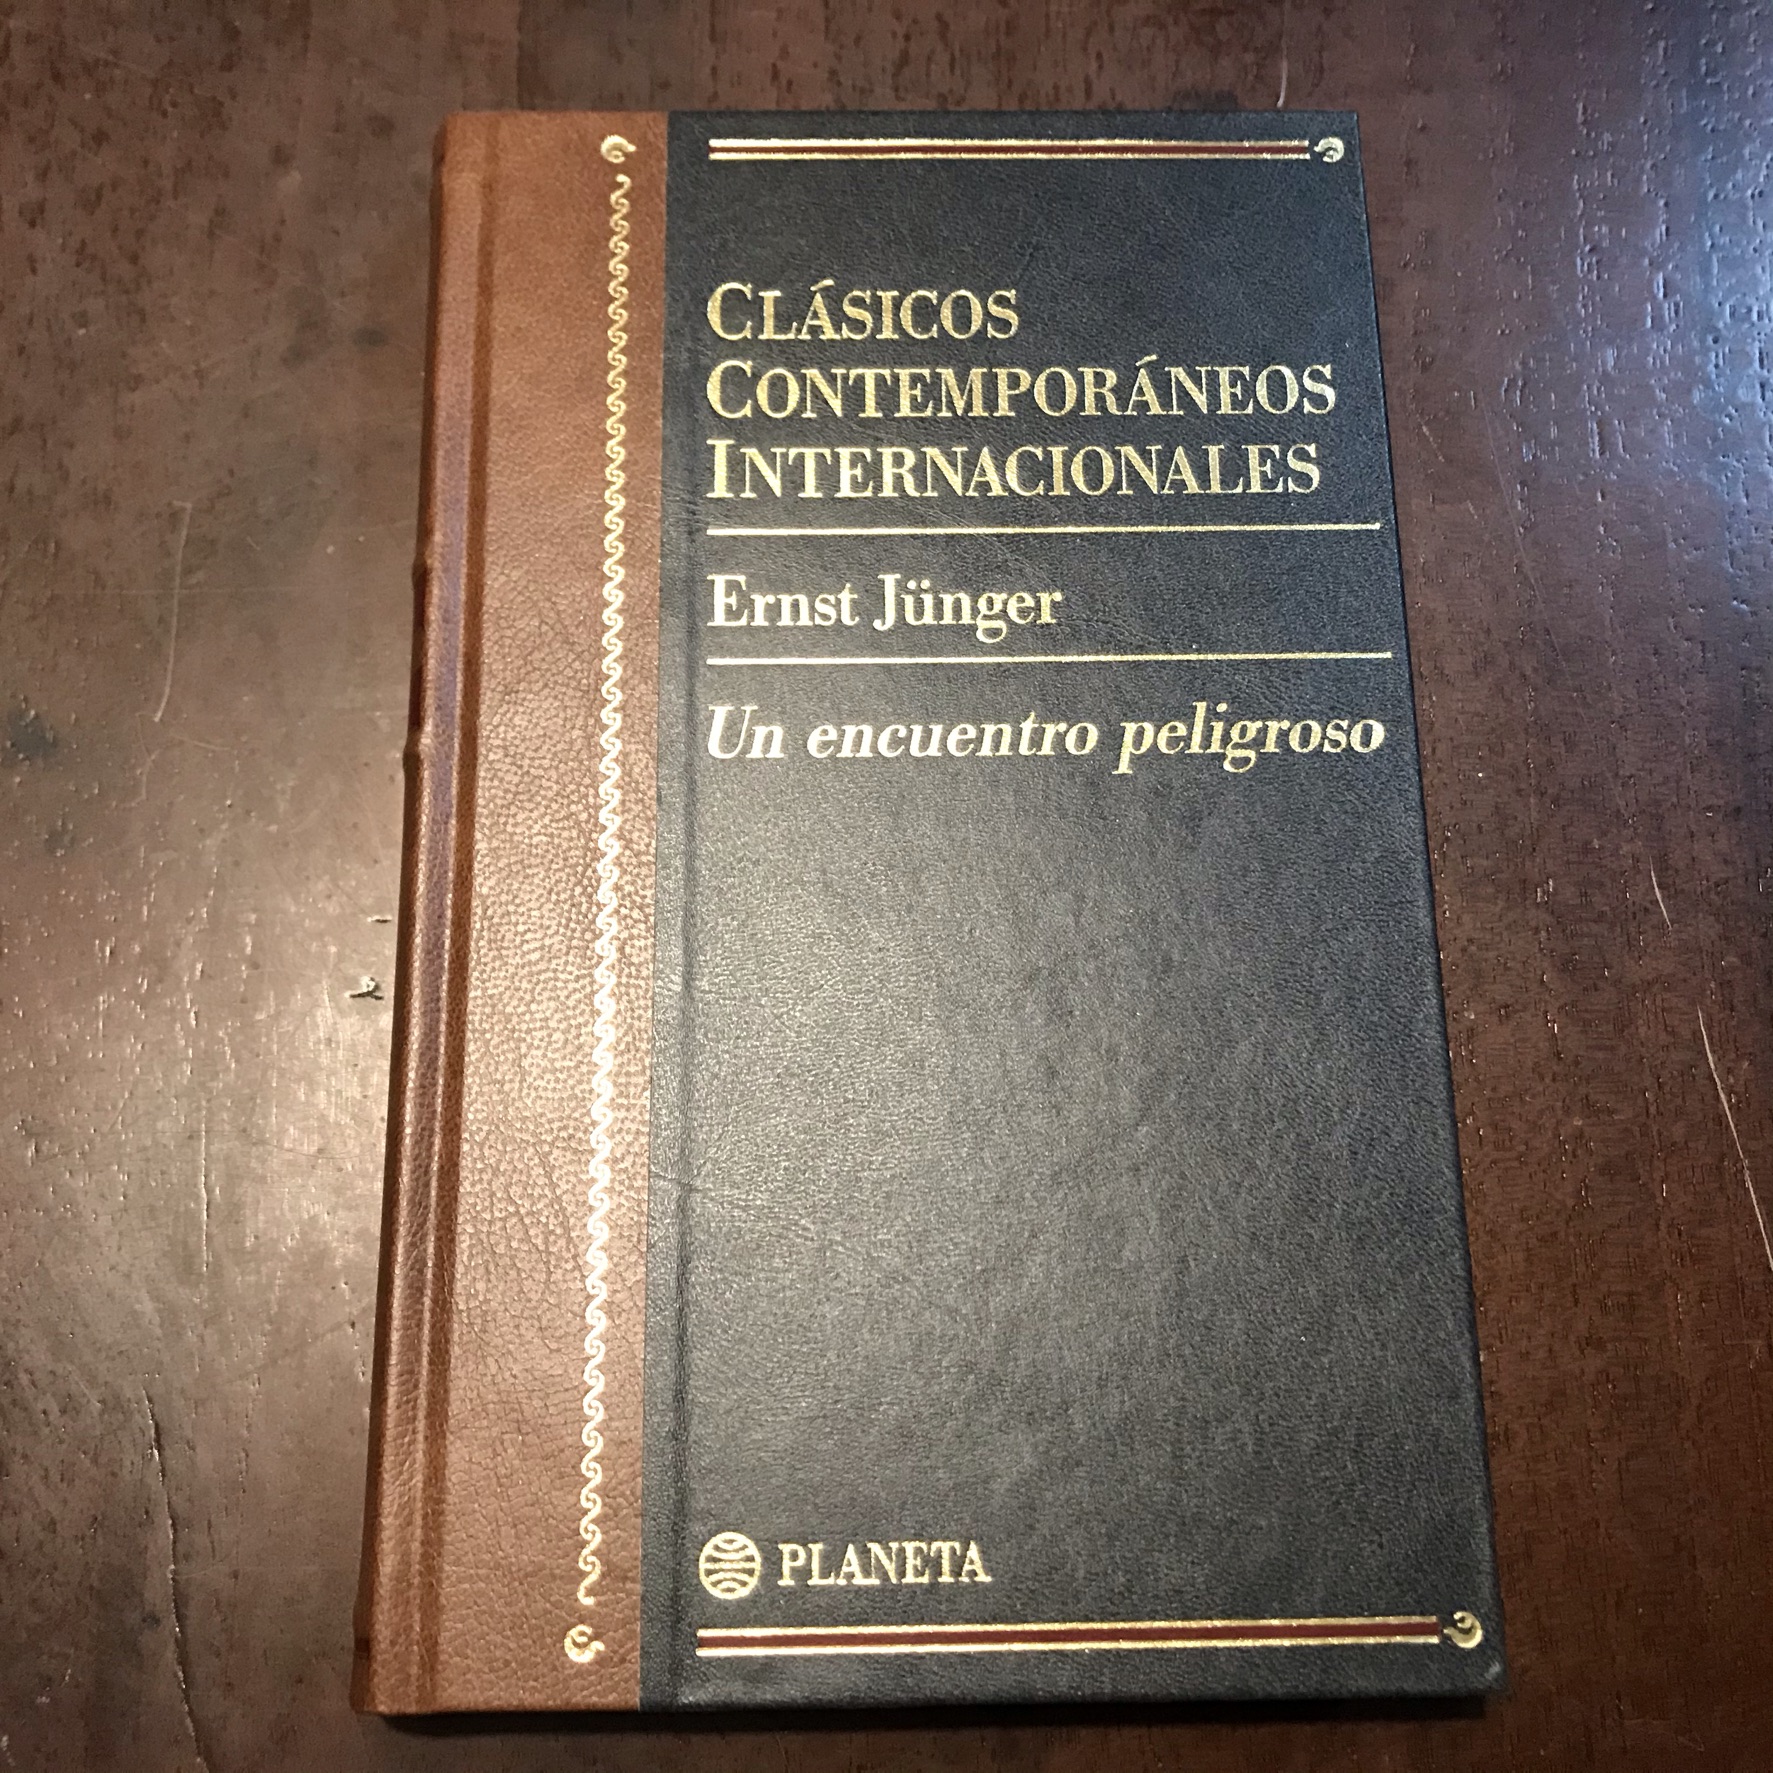 CLÁSICOS
CONTEMPORÁNEOS
INTERNACIONALES
Ernst Jünger
Un encuentro peligroso
PLANETA